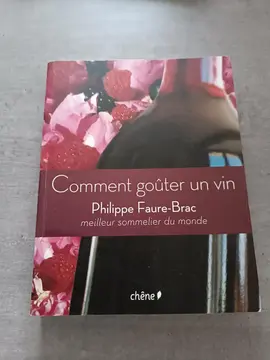 Comment goûter un vin
Philippe Faure-Brac
meilleur sommelier du monde
chêne